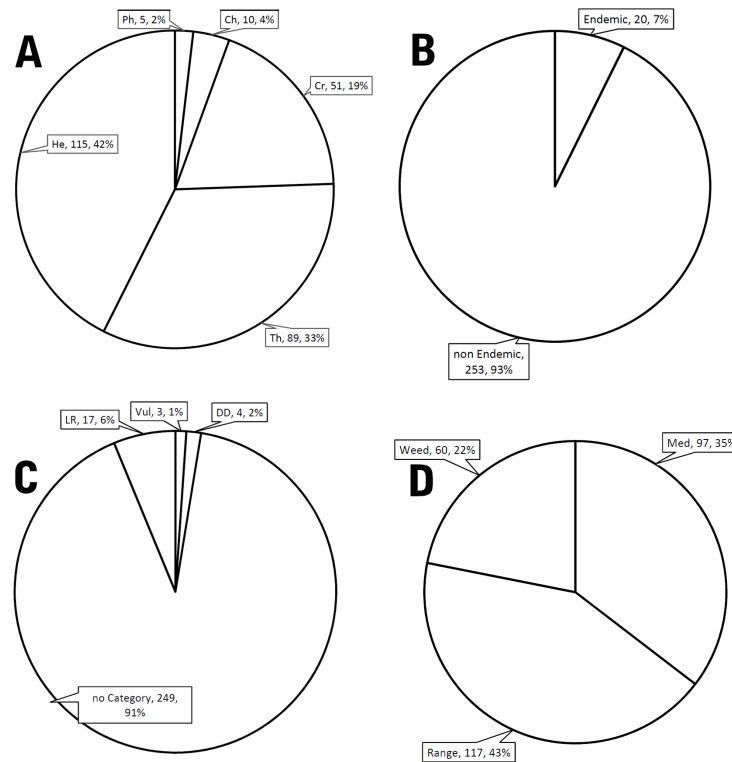 A
Ph, 5, 2%
Ch, 10, 4%
Cr, 51, 19%
He, 115, 42%
Th, 89, 33%
B
Endemic, 20, 7%
non Endemic,
253, 93%
C
LR, 17, 6%
Vul, 3, 1%
DD, 4, 2%
no Category, 249,
91%
D
Weed, 60, 22%
Med, 97, 35%
Range, 117, 43%